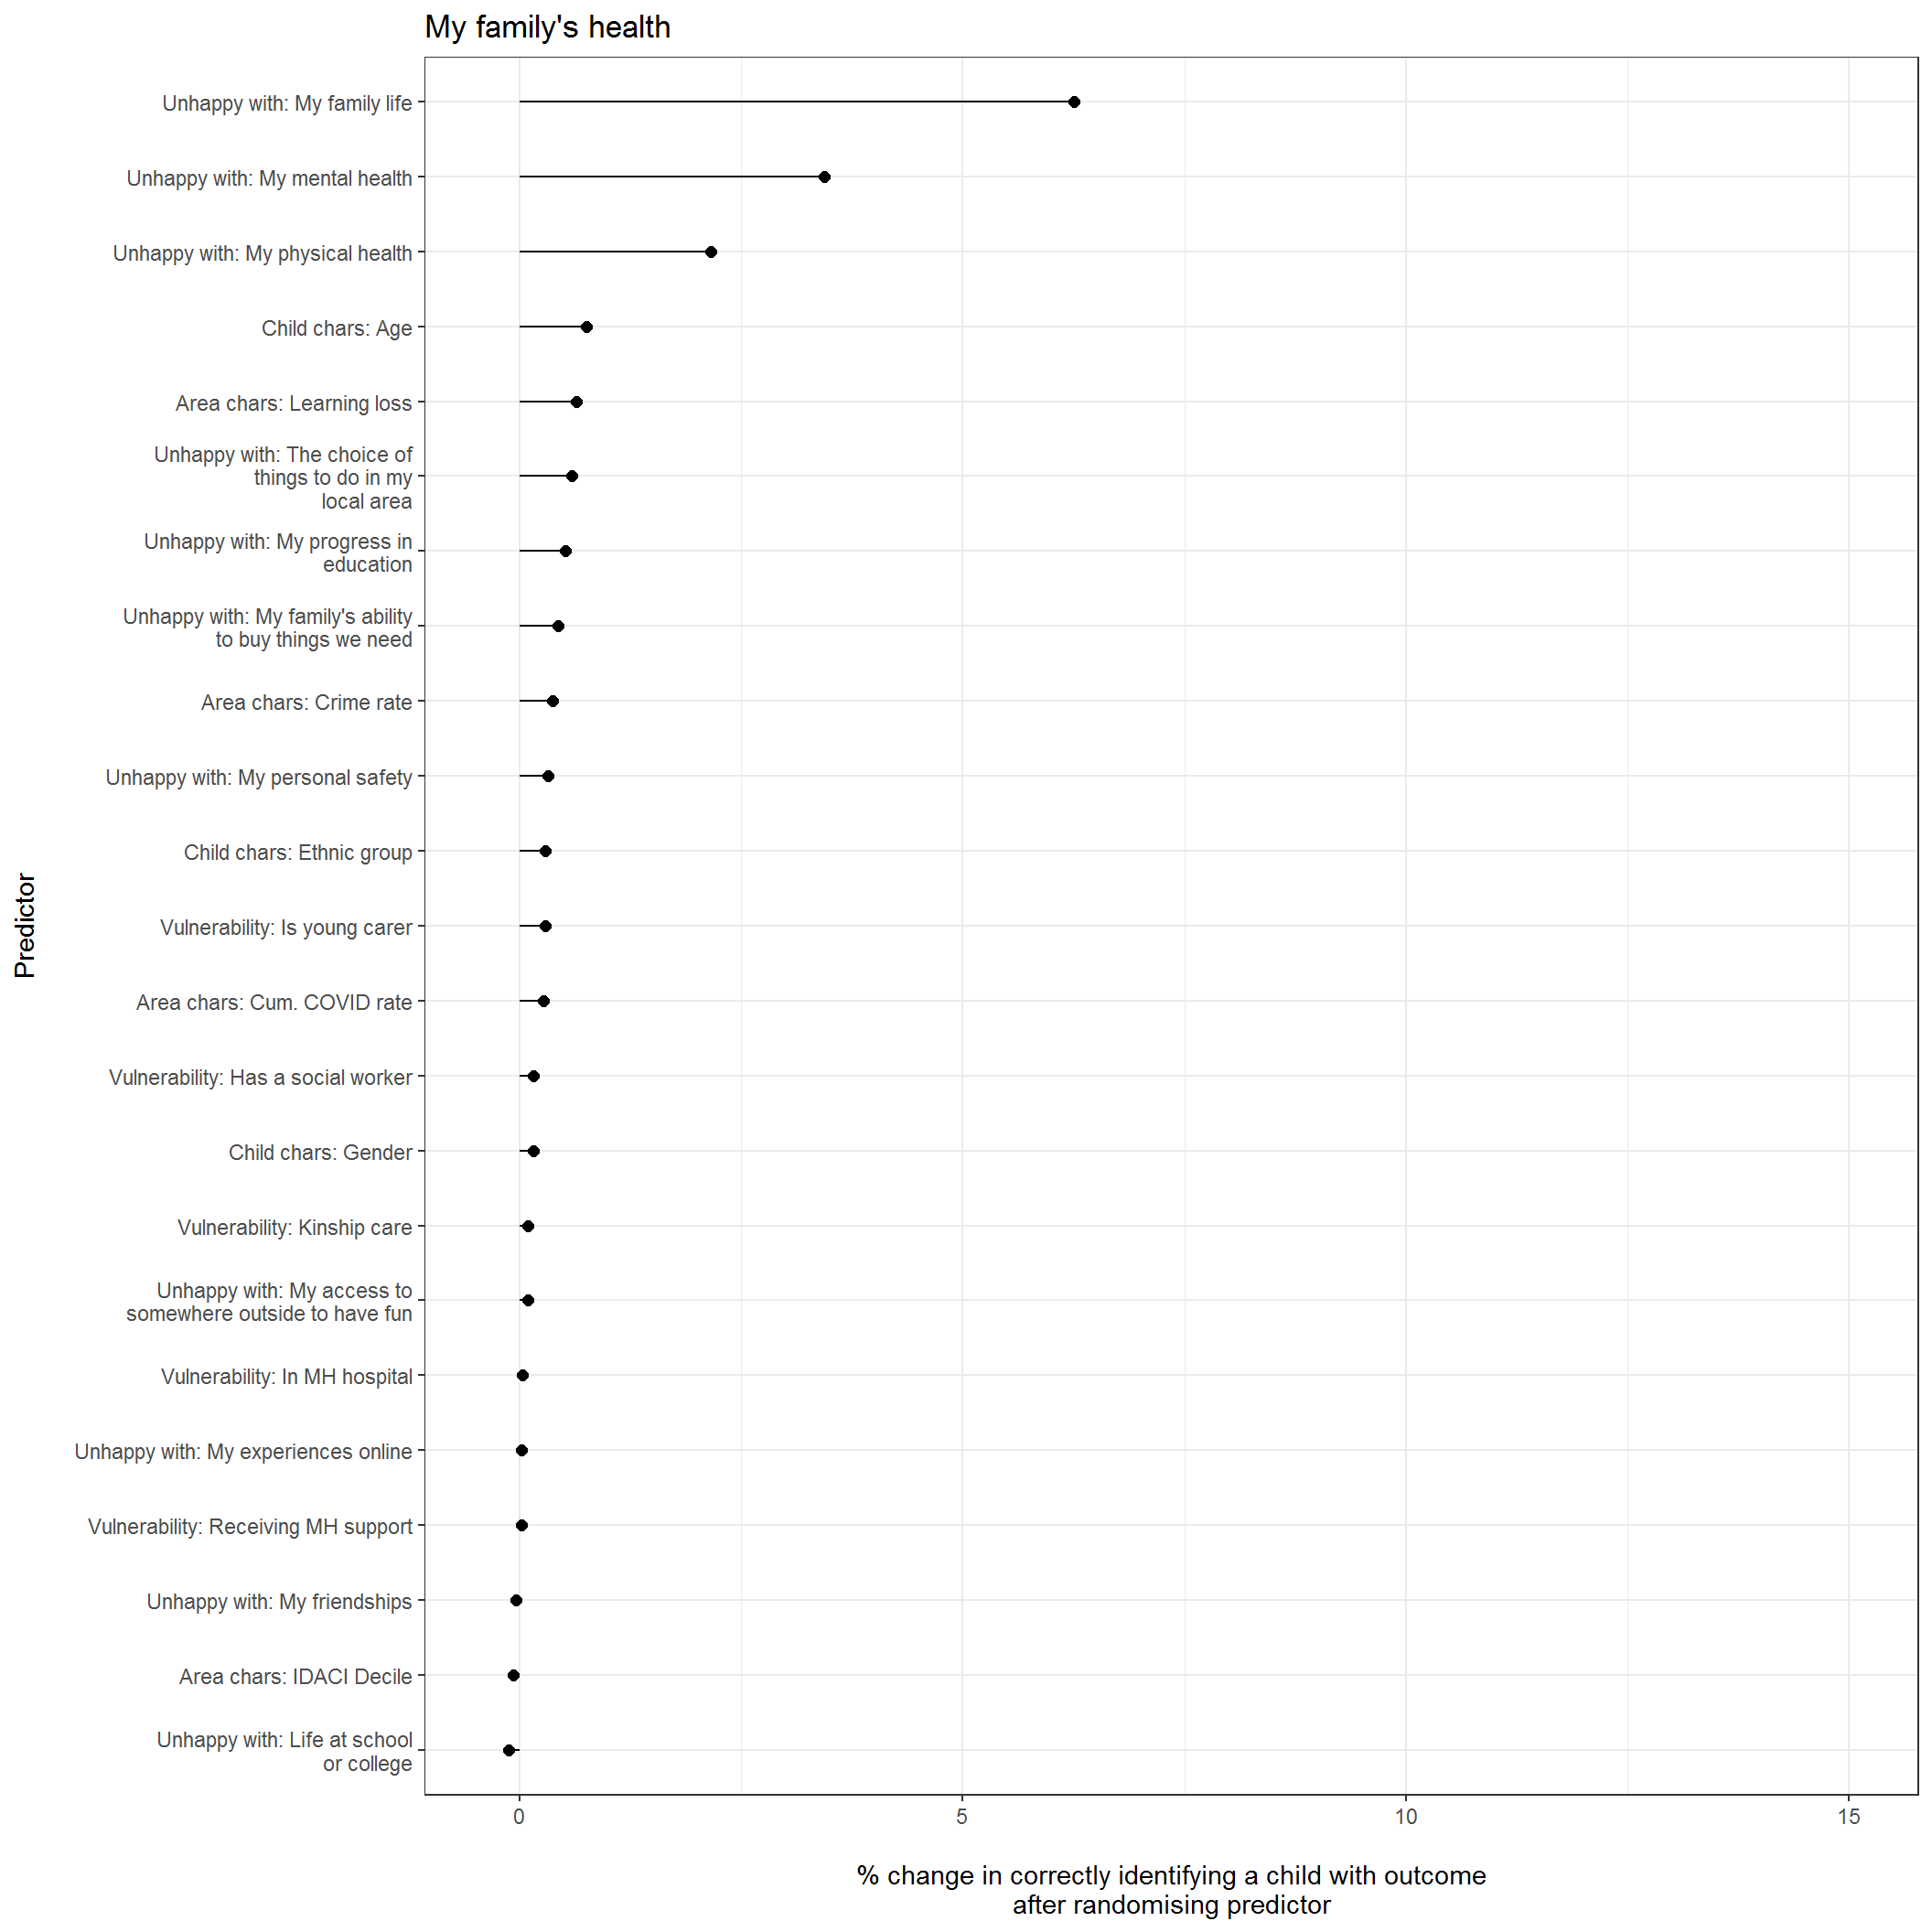 My family's health
Unhappy with: My family life
Unhappy with: My mental health
Unhappy with: My physical health
Child chars: Age
Area chars: Learning loss
Unhappy with: The choice of
things to do in my
local area
Unhappy with: My progress in
education
Unhappy with: My family's ability
to buy things we need
Area chars: Crime rate
Unhappy with: My personal safety
Child chars: Ethnic group
Vulnerability: Is young carer
Area chars: Cum. COVID rate
Vulnerability: Has a social worker
Child chars: Gender
Vulnerability: Kinship care
Unhappy with: My access to
somewhere outside to have fun
Vulnerability: In MH hospital
Unhappy with: My experiences online
Vulnerability: Receiving MH support
Unhappy with: My friendships
Area chars: IDACI Decile
Unhappy with: Life at school
or college
Predictor
0 5 10 15
% change in correctly identifying a child with outcome
after randomising predictor